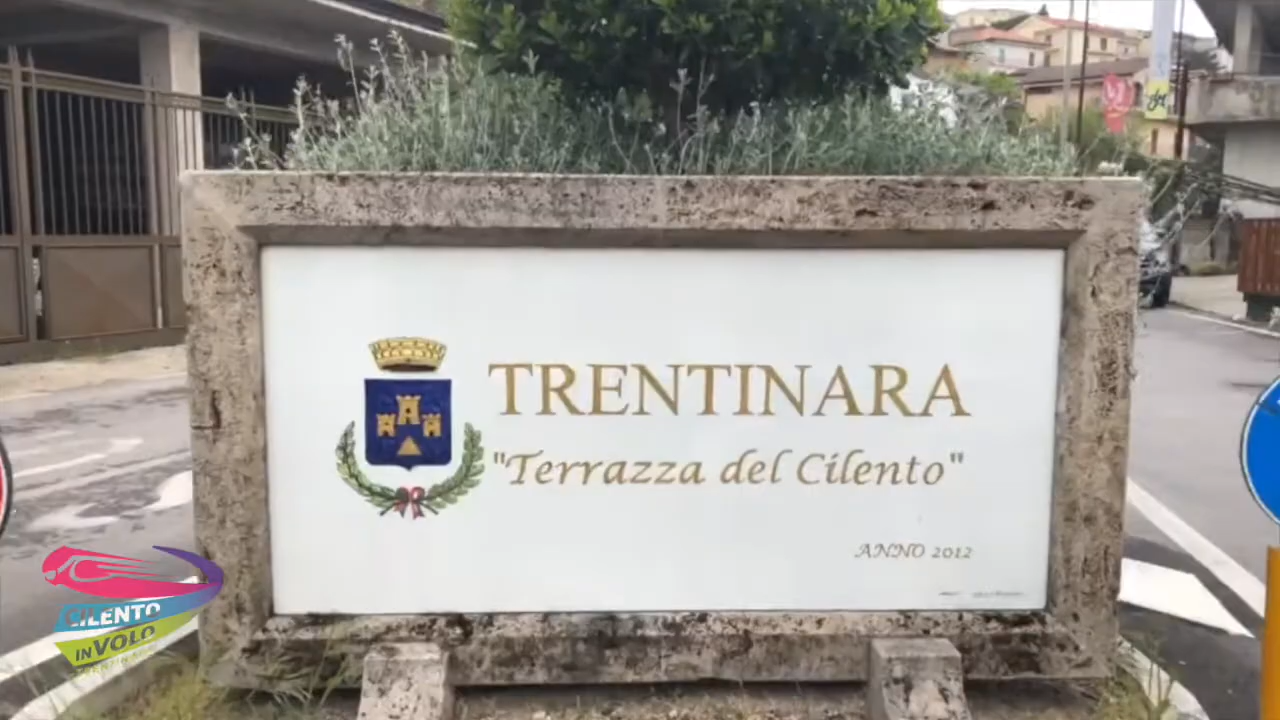 TRENTINARA
"Terrazza del Cilento"
ANNO 2012
CILENTO
IN VOLO